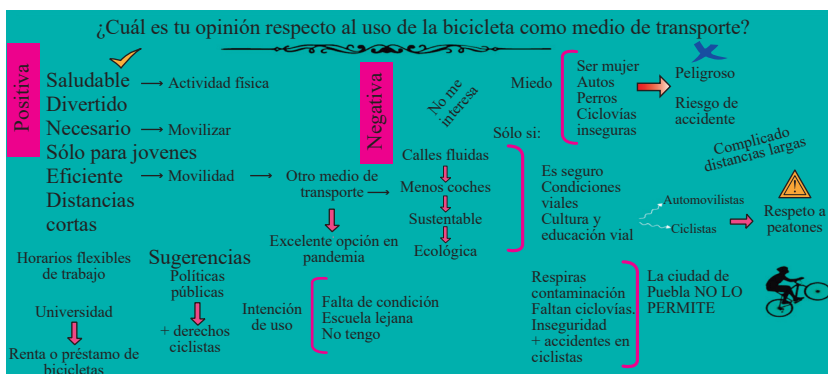 ¿Cuál es tu opinión respecto al uso de la bicicleta como medio de transporte?
Positiva
Saludable
Actividad física
Divertido
Necesario
Movilizar
Sólo para jovenes
Eficiente
Movilidad
Distancias
cortas
Otro medio de
transporte
Excelente opción en
pandemia
Negativa
No me
interesa
Calles fluidas
Menos coches
Sustentable
Ecológica
Sólo si:
Es seguro
Condiciones
viales
Cultura y
educación vial
Automovilistas
Ciclistas
Respeto a
peatones
Miedo
Ser mujer
Autos
Perros
Ciclovías
inseguras
Peligroso
Riesgo de
accidente
Complicado
distancias largas
Horarios flexibles
de trabajo
Universidad
Renta o préstamo de
bicicletas
Sugerencias
Políticas
públicas
+ derechos
ciclistas
Intención
de uso
Falta de condición
Escuela lejana
No tengo
Respiras
contaminación
Faltan ciclovías.
Inseguridad
+ accidentes en
ciclistas
La ciudad de
Puebla NO LO
PERMITE